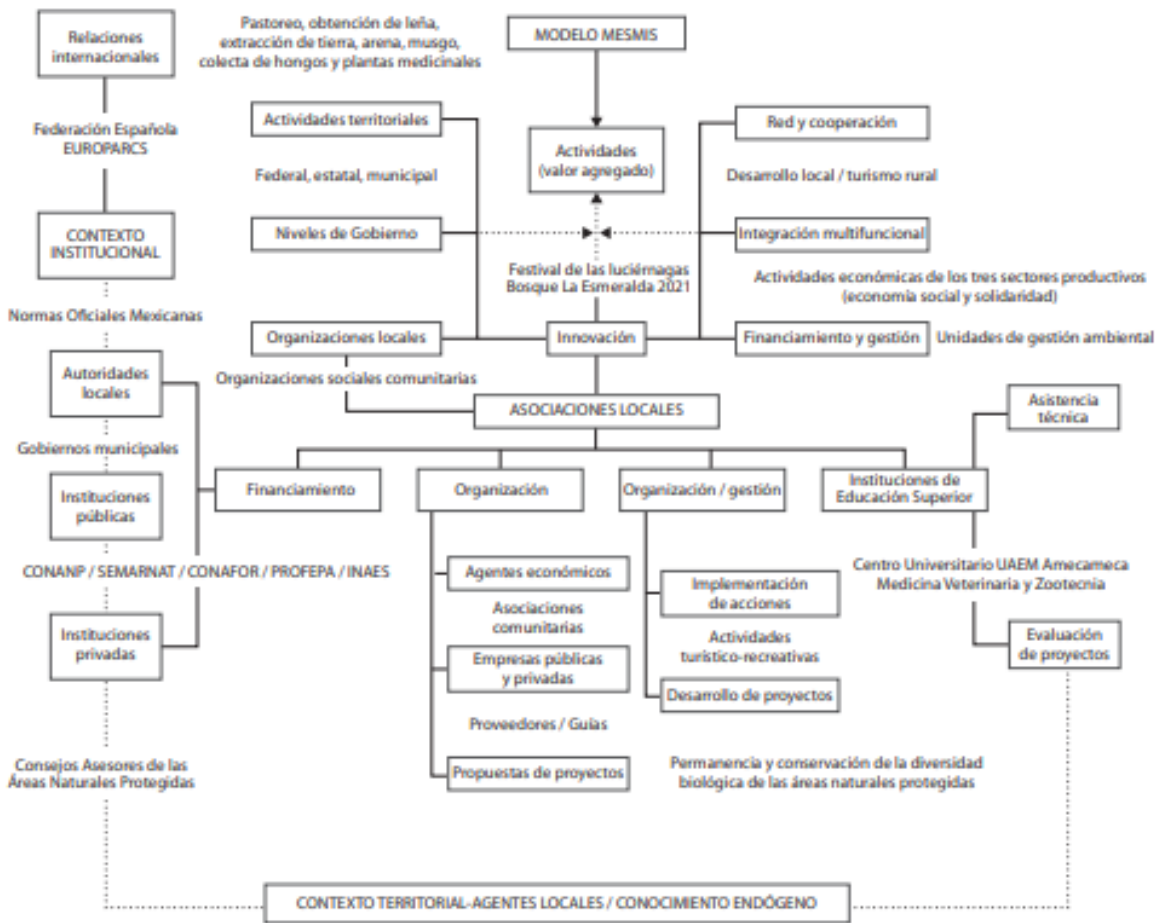 Relaciones
internacionales
Pastoreo, obtención de leña,
extracción de tierra, arena, musgo,
colecta de hongos y plantas medicinales
MODELO MESMIS
Federación Española
EUROPARCS
Actividades territoriales
Actividades
(valor agregado)
Red y cooperación
Federal, estatal, municipal
Desarrollo local / turismo rural
CONTEXTO
INSTITUCIONAL
Niveles de Gobierno
Integración multifuncional
Festival de las luciérnagas
Bosque La Esmeralda 2021
Actividades económicas de los tres sectores productivos
(economía social y solidaridad)
Normas Oficiales Mexicanas
Organizaciones locales
Innovación
Financiamiento y gestión
Unidades de gestión ambiental
Autoridades
locales
Organizaciones sociales comunitarias
ASOCIACIONES LOCALES
Asistencia
técnica
Gobiernos municipales
Instituciones
públicas
Financiamiento
Organización
Organización / gestión
Instituciones de
Educación Superior
CONANP / SEMARNAT / CONAFOR / PROFEPA / INAES
Agentes económicos
Implementación
de acciones
Centro Universitario UAEM Amecameca
Medicina Veterinaria y Zootecnia
Asociaciones
comunitarias
Instituciones
privadas
Empresas públicas
y privadas
Actividades
turístico-recreativas
Evaluación
de proyectos
Desarrollo de proyectos
Proveedores / Guías
Consejos Asesores de las
Áreas Naturales Protegidas
Propuestas de proyectos
Permanencia y conservación de la diversidad
biológica de las áreas naturales protegidas
CONTEXTO TERRITORIAL-AGENTES LOCALES / CONOCIMIENTO ENDÓGENO